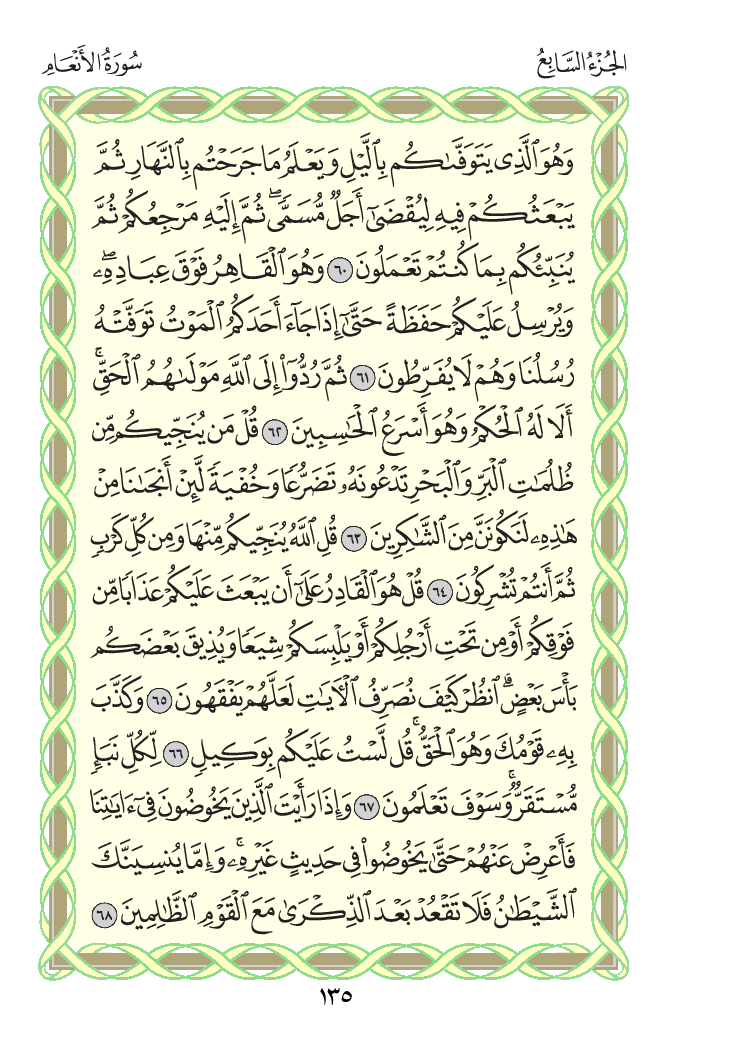 الجُزْءُ السَّابِعُ
سُورَةُ الأَنْعَامِ
وَهُوَ ٱلَّذِى يَتَوَفَّىٰكُم بِٱلَّيْلِ وَيَعْلَمُ مَا جَرَحْتُم بِٱلنَّهَارِ ثُمَّ
يَبْعَثُكُمْ فِيهِ لِيُقْضَىٰٓ أَجَلٌ مُّسَمًّىۖ ثُمَّ إِلَيْهِ مَرْجِعُكُمْ ثُمَّ
يُنَبِّئُكُم بِمَا كُنتُمْ تَعْمَلُونَ ٦٠ وَهُوَ ٱلْقَاهِرُ فَوْقَ عِبَادِهِۦۖ
وَيُرْسِلُ عَلَيْكُمْ حَفَظَةً حَتَّىٰٓ إِذَا جَآءَ أَحَدَكُمُ ٱلْمَوْتُ تَوَفَّتْهُ
رُسُلُنَا وَهُمْ لَا يُفَرِّطُونَ ٦١ ثُمَّ رُدُّوٓا۟ إِلَى ٱللَّهِ مَوْلَىٰهُمُ ٱلْحَقِّۚ
أَلَا لَهُ ٱلْحُكْمُ وَهُوَ أَسْرَعُ ٱلْحَٰسِبِينَ ٦٢ قُلْ مَن يُنَجِّيكُم مِّن
ظُلُمَٰتِ ٱلْبَرِّ وَٱلْبَحْرِ تَدْعُونَهُۥ تَضَرُّعًا وَخُفْيَةً لَّئِنْ أَنجَىٰنَا مِنْ
هَٰذِهِۦ لَنَكُونَنَّ مِنَ ٱلشَّٰكِرِينَ ٦٣ قُلِ ٱللَّهُ يُنَجِّيكُم مِّنْهَا وَمِن كُلِّ كَرْبٍ
ثُمَّ أَنتُمْ تُشْرِكُونَ ٦٤ قُلْ هُوَ ٱلْقَادِرُ عَلَىٰٓ أَن يَبْعَثَ عَلَيْكُمْ عَذَابًا مِّن
فَوْقِكُمْ أَوْ مِن تَحْتِ أَرْجُلِكُمْ أَوْ يَلْبِسَكُمْ شِيَعًا وَيُذِيقَ بَعْضَكُم
بَأْسَ بَعْضٍۗ ٱنظُرْ كَيْفَ نُصَرِّفُ ٱلْءَايَٰتِ لَعَلَّهُمْ يَفْقَهُونَ ٦٥ وَكَذَّبَ
بِهِۦ قَوْمُكَ وَهُوَ ٱلْحَقُّۚ قُل لَّسْتُ عَلَيْكُم بِوَكِيلٍ ٦٦ لِّكُلِّ نَبَإٍ
مُّسْتَقَرٌّۚ وَسَوْفَ تَعْلَمُونَ ٦٧ وَإِذَا رَأَيْتَ ٱلَّذِينَ يَخُوضُونَ فِىٓ ءَايَٰتِنَا
فَأَعْرِضْ عَنْهُمْ حَتَّىٰ يَخُوضُوا۟ فِى حَدِيثٍ غَيْرِهِۦۚ وَإِمَّا يُنسِيَنَّكَ
ٱلشَّيْطَٰنُ فَلَا تَقْعُدْ بَعْدَ ٱلذِّكْرَىٰ مَعَ ٱلْقَوْمِ ٱلظَّٰلِمِينَ ٦٨
١٣٥